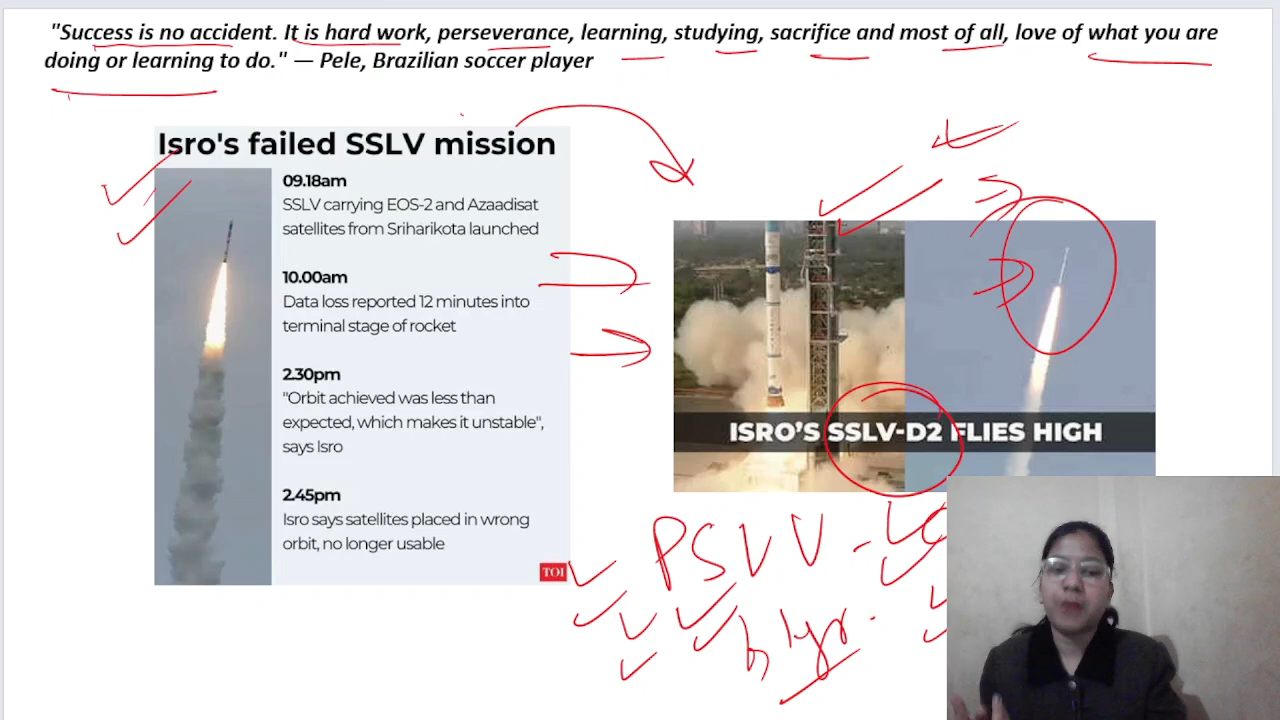 "Success is no accident. It is hard work, perseverance, learning, studying, sacrifice and most of all, love of what you are
doing or learning to do." — Pele, Brazilian soccer player
Isro's failed SSLV mission
09.18am
SSLV carrying EOS-2 and Azaadisat
satellites from Sriharikota launched
10.00am
Data loss reported 12 minutes into
terminal stage of rocket
2.30pm
"Orbit achieved was less than
expected, which makes it unstable",
says Isro
2.45pm
Isro says satellites placed in wrong
orbit, no longer usable
TOI
ISRO'S SSLV-D2 FLIES HIGH
PSLV
yr.